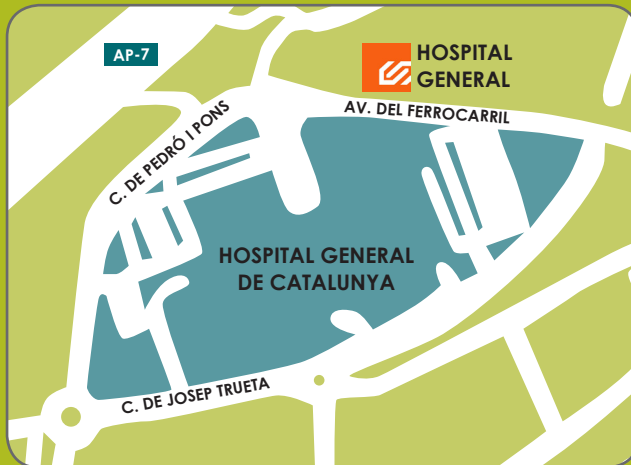 AP-7
HOSPITAL
GENERAL
AV. DEL FERROCARRIL
C. DE PEDRÓ I PONS
HOSPITAL GENERAL
DE CATALUNYA
C. DE JOSEP TRUETA